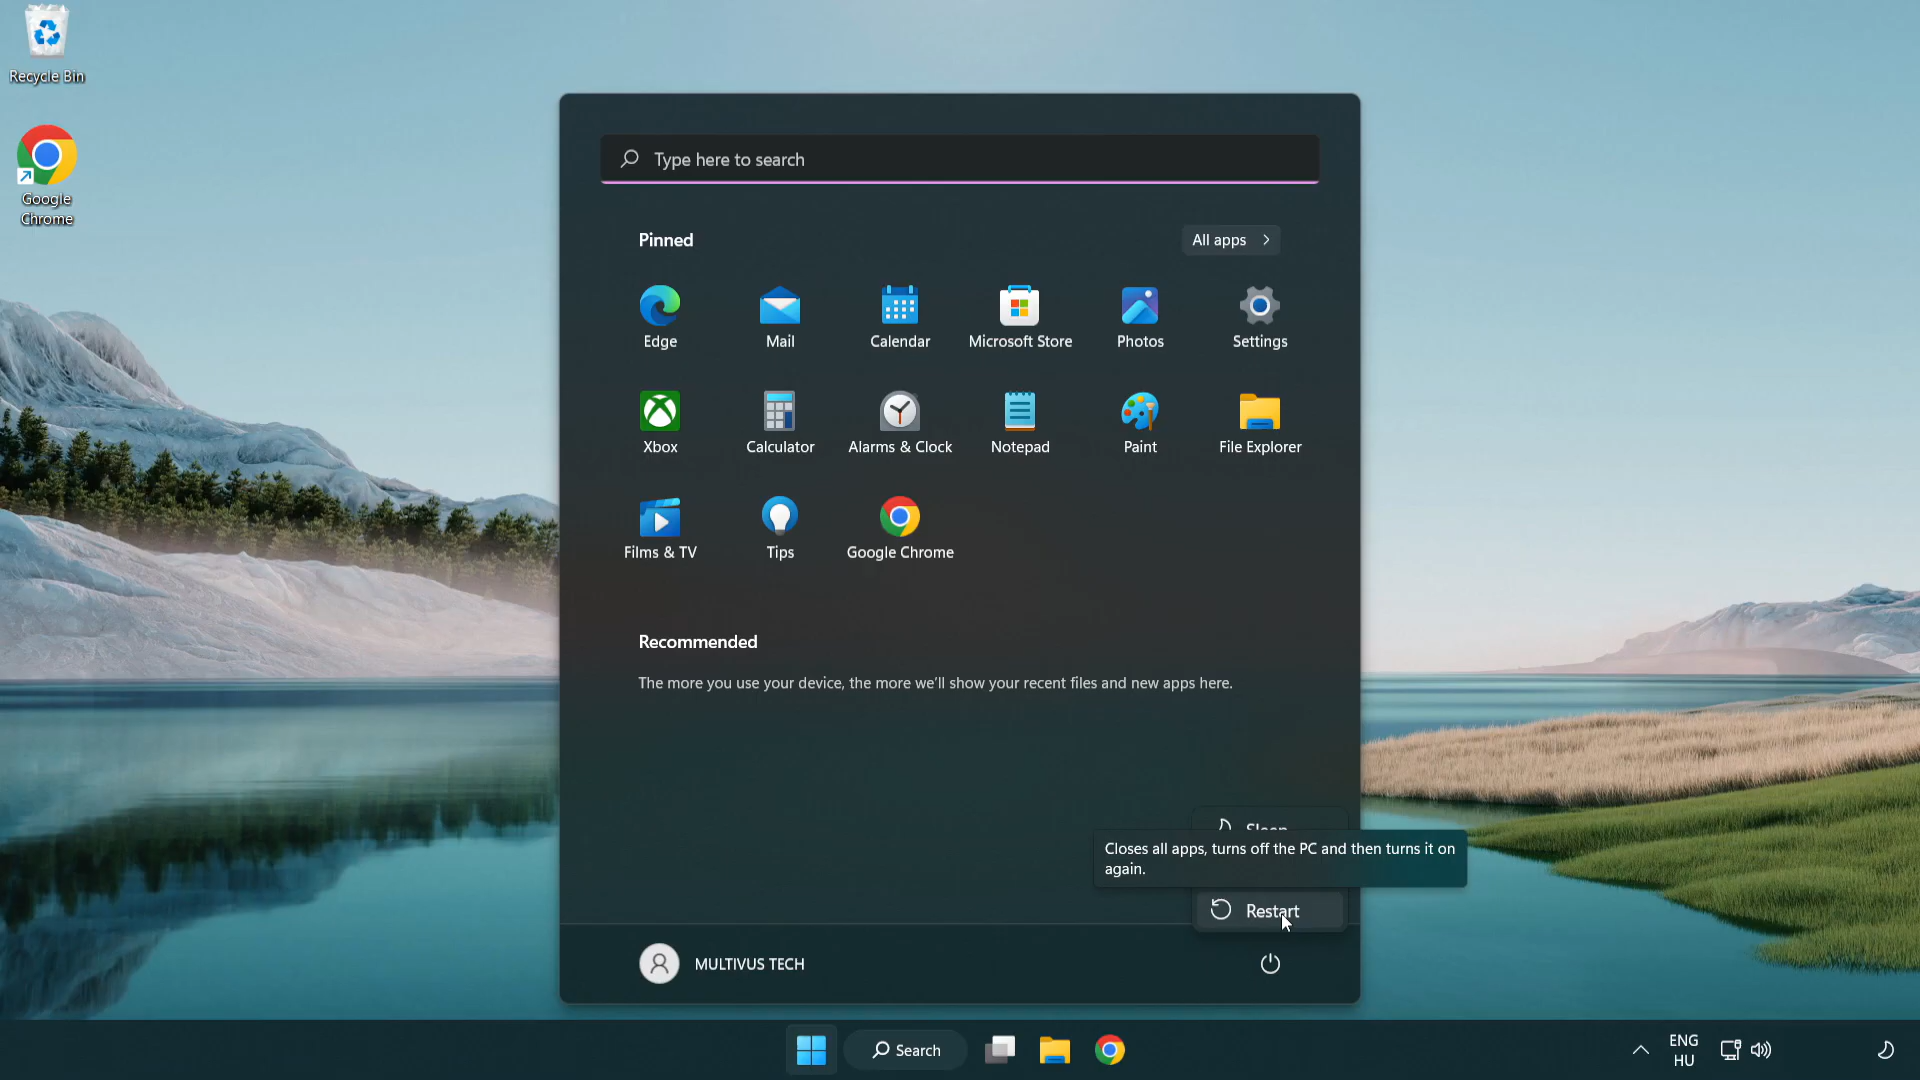 Recycle Bin
Google
Chrome
Type here to search
Pinned
All apps
Edge
Mail
Calendar
Microsoft Store
Photos
Settings
Xbox
Calculator
Alarms & Clock
Notepad
Paint
File Explorer
Films & TV
Tips
Google Chrome
Recommended
The more you use your device, the more we'll show your recent files and new apps here.
Sleep
Closes all apps, turns off the PC and then turns it on
again.
Restart
MULTIVUS TECH
Search
ENG
HU